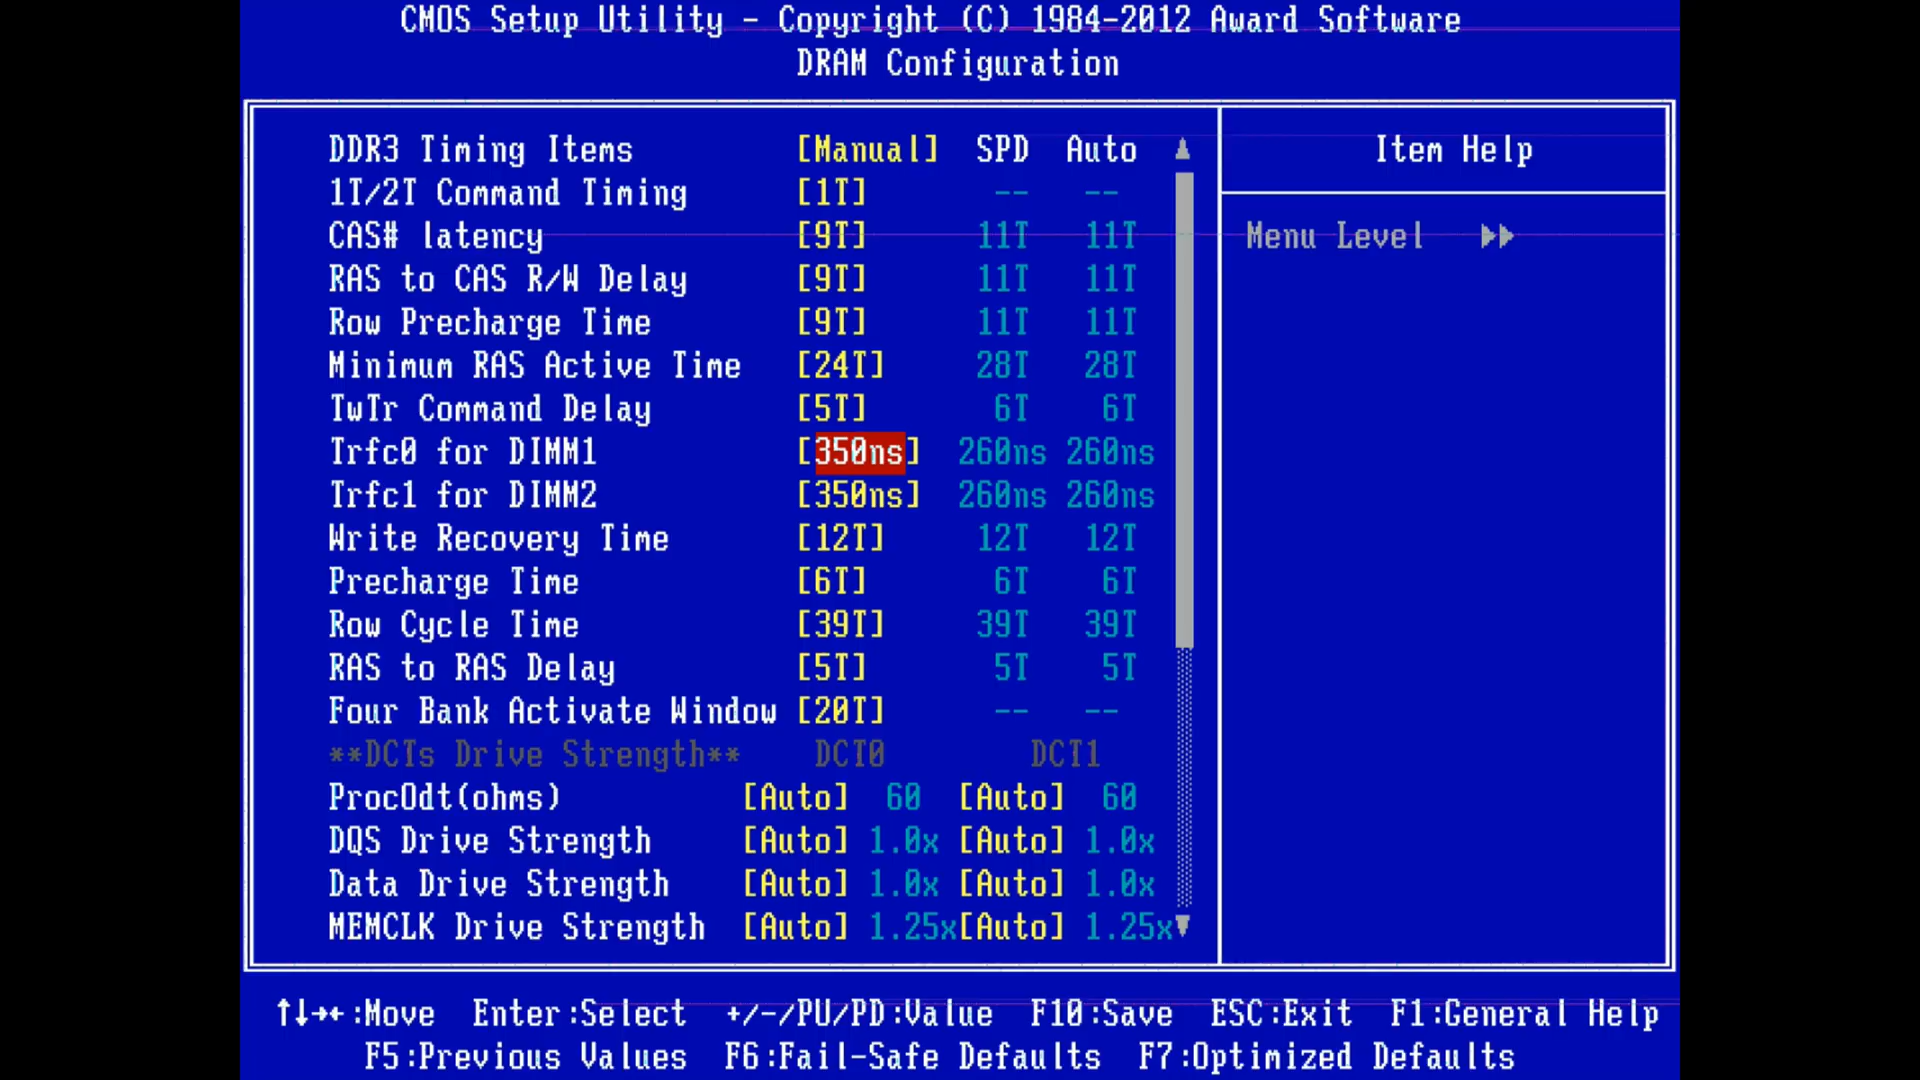 CMOS Setup Utility - Copyright (C) 1984-2012 Award Software
DRAM Configuration
DDR3 Timing Items [Manual] SPD Auto ▲ Item Help
1T/2T Command Timing [1T] -- --
CAS# latency [9T] 11T 11T Menu Level ▶▶
RAS to CAS R/W Delay [9T] 11T 11T
Row Precharge Time [9T] 11T 11T
Minimum RAS Active Time [24T] 28T 28T
TwTr Command Delay [5T] 6T 6T
Trfc0 for DIMM1 [350ns] 260ns 260ns
Trfc1 for DIMM2 [350ns] 260ns 260ns
Write Recovery Time [12T] 12T 12T
Precharge Time [6T] 6T 6T
Row Cycle Time [39T] 39T 39T
RAS to RAS Delay [5T] 5T 5T
Four Bank Activate Window [20T] -- --
**DCTs Drive Strength** DCT0 DCT1
ProcOdt(ohms) [Auto] 60 [Auto] 60
DQS Drive Strength [Auto] 1.0x [Auto] 1.0x
Data Drive Strength [Auto] 1.0x [Auto] 1.0x
MEMCLK Drive Strength [Auto] 1.25x[Auto] 1.25x▼
↑↓→←:Move Enter:Select +/-/PU/PD:Value F10:Save ESC:Exit F1:General Help
F5:Previous Values F6:Fail-Safe Defaults F7:Optimized Defaults